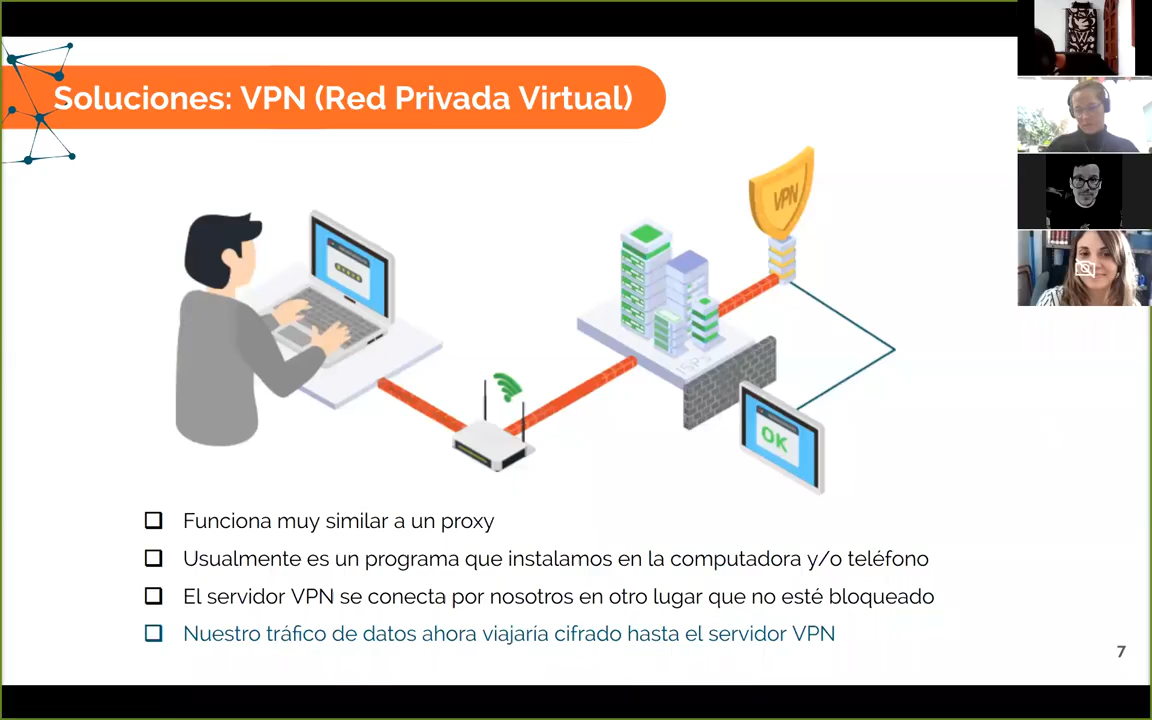 Soluciones: VPN (Red Privada Virtual)
VPN
ISP's
OK
Funciona muy similar a un proxy
Usualmente es un programa que instalamos en la computadora y/o teléfono
El servidor VPN se conecta por nosotros en otro lugar que no esté bloqueado
Nuestro tráfico de datos ahora viajaría cifrado hasta el servidor VPN
7